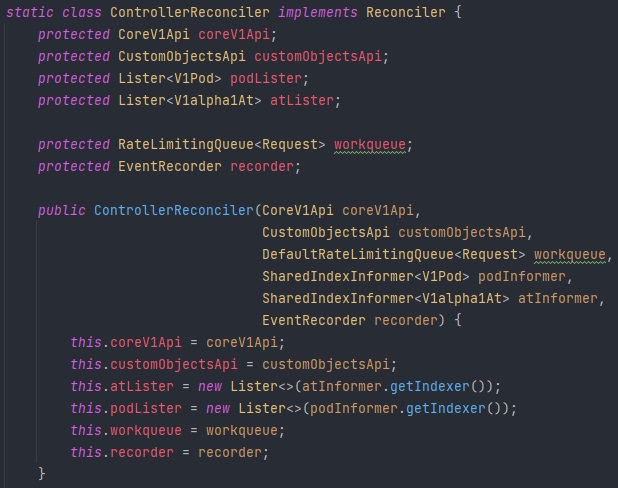 static class ControllerReconciler implements Reconciler {
    protected CoreV1Api coreV1Api;
    protected CustomObjectsApi customObjectsApi;
    protected Lister<V1Pod> podLister;
    protected Lister<V1alpha1At> atLister;

    protected RateLimitingQueue<Request> workqueue;
    protected EventRecorder recorder;

    public ControllerReconciler(CoreV1Api coreV1Api,
                                CustomObjectsApi customObjectsApi,
                                DefaultRateLimitingQueue<Request> workqueue,
                                SharedIndexInformer<V1Pod> podInformer,
                                SharedIndexInformer<V1alpha1At> atInformer,
                                EventRecorder recorder) {
        this.coreV1Api = coreV1Api;
        this.customObjectsApi = customObjectsApi;
        this.atLister = new Lister<>(atInformer.getIndexer());
        this.podLister = new Lister<>(podInformer.getIndexer());
        this.workqueue = workqueue;
        this.recorder = recorder;
    }